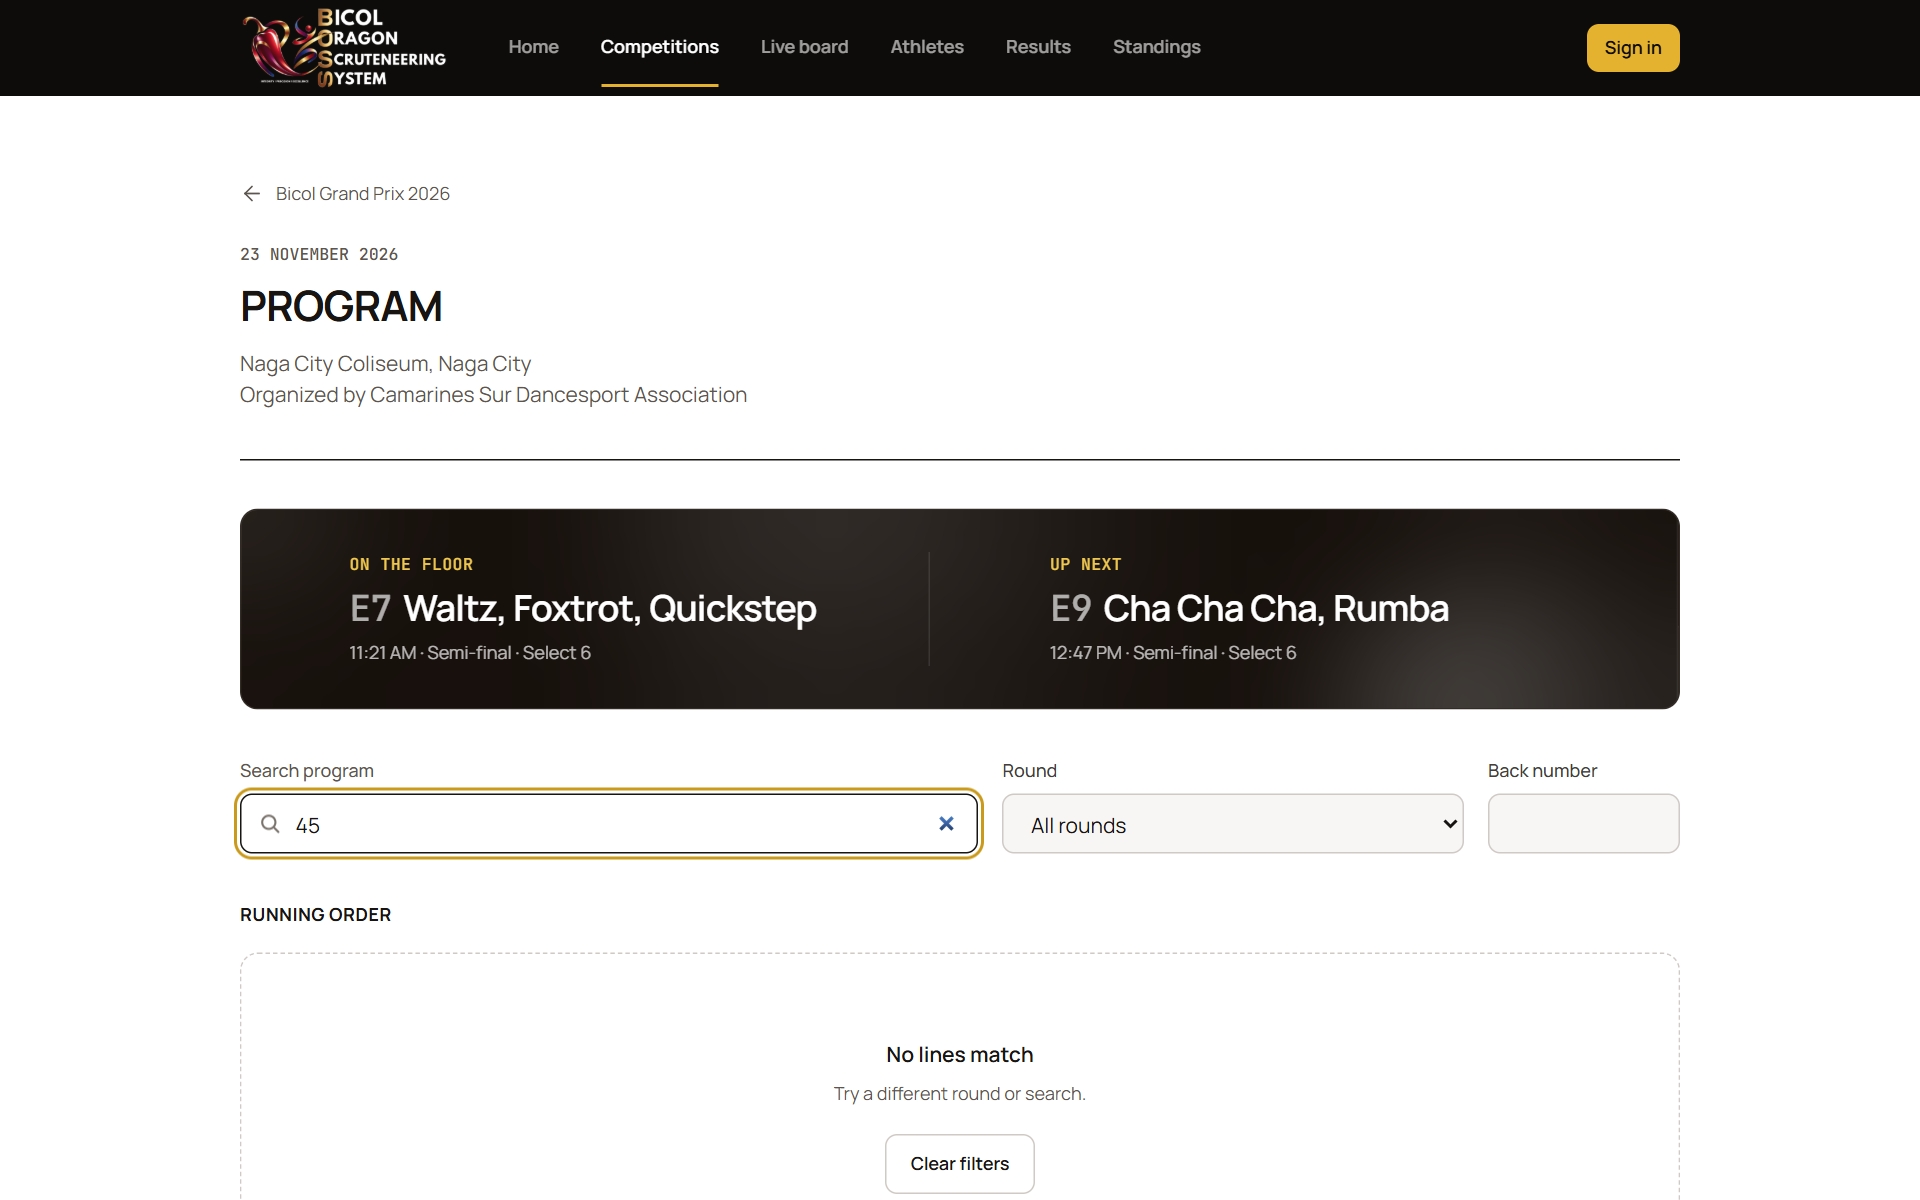 BICOL
DRAGON
SCRUTENEERING
SYSTEM
Home
Competitions
Live board
Athletes
Results
Standings
Sign in
Bicol Grand Prix 2026
23 NOVEMBER 2026
PROGRAM
Naga City Coliseum, Naga City
Organized by Camarines Sur Dancesport Association
ON THE FLOOR
E7 Waltz, Foxtrot, Quickstep
11:21 AM · Semi-final · Select 6
UP NEXT
E9 Cha Cha Cha, Rumba
12:47 PM · Semi-final · Select 6
Search program
45
Round
All rounds
Back number
RUNNING ORDER
No lines match
Try a different round or search.
Clear filters